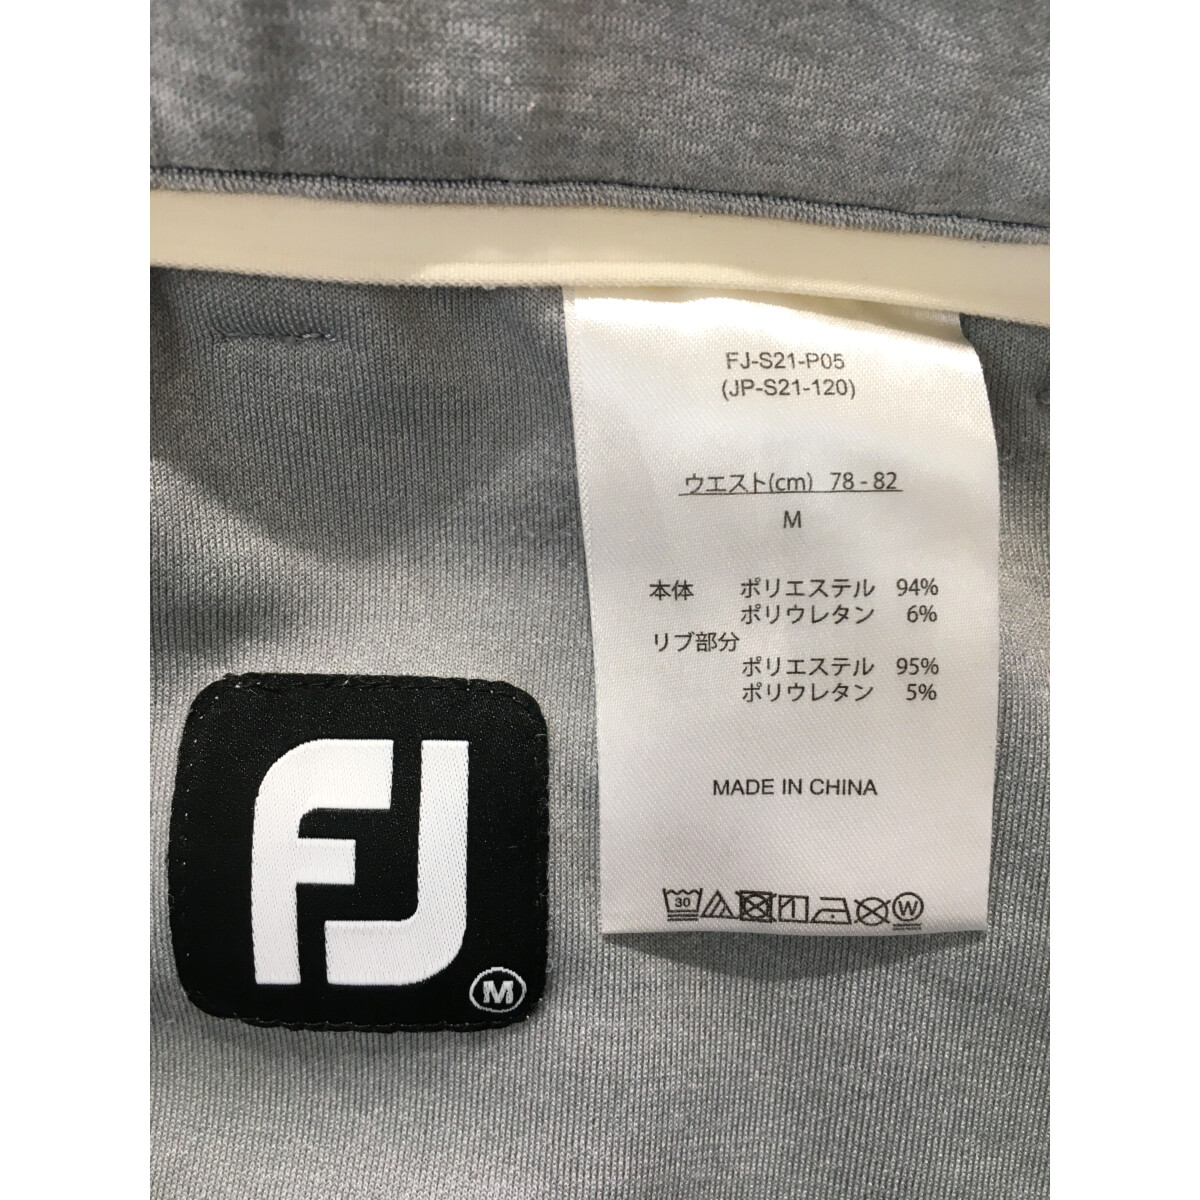 FJ-S21-P05
(JP-S21-120)
ウエスト(cm) 78 - 82
M
本体 ポリエステル 94%
ポリウレタン 6%
リブ部分
ポリエステル 95%
ポリウレタン 5%
MADE IN CHINA
30 W
FJ
M